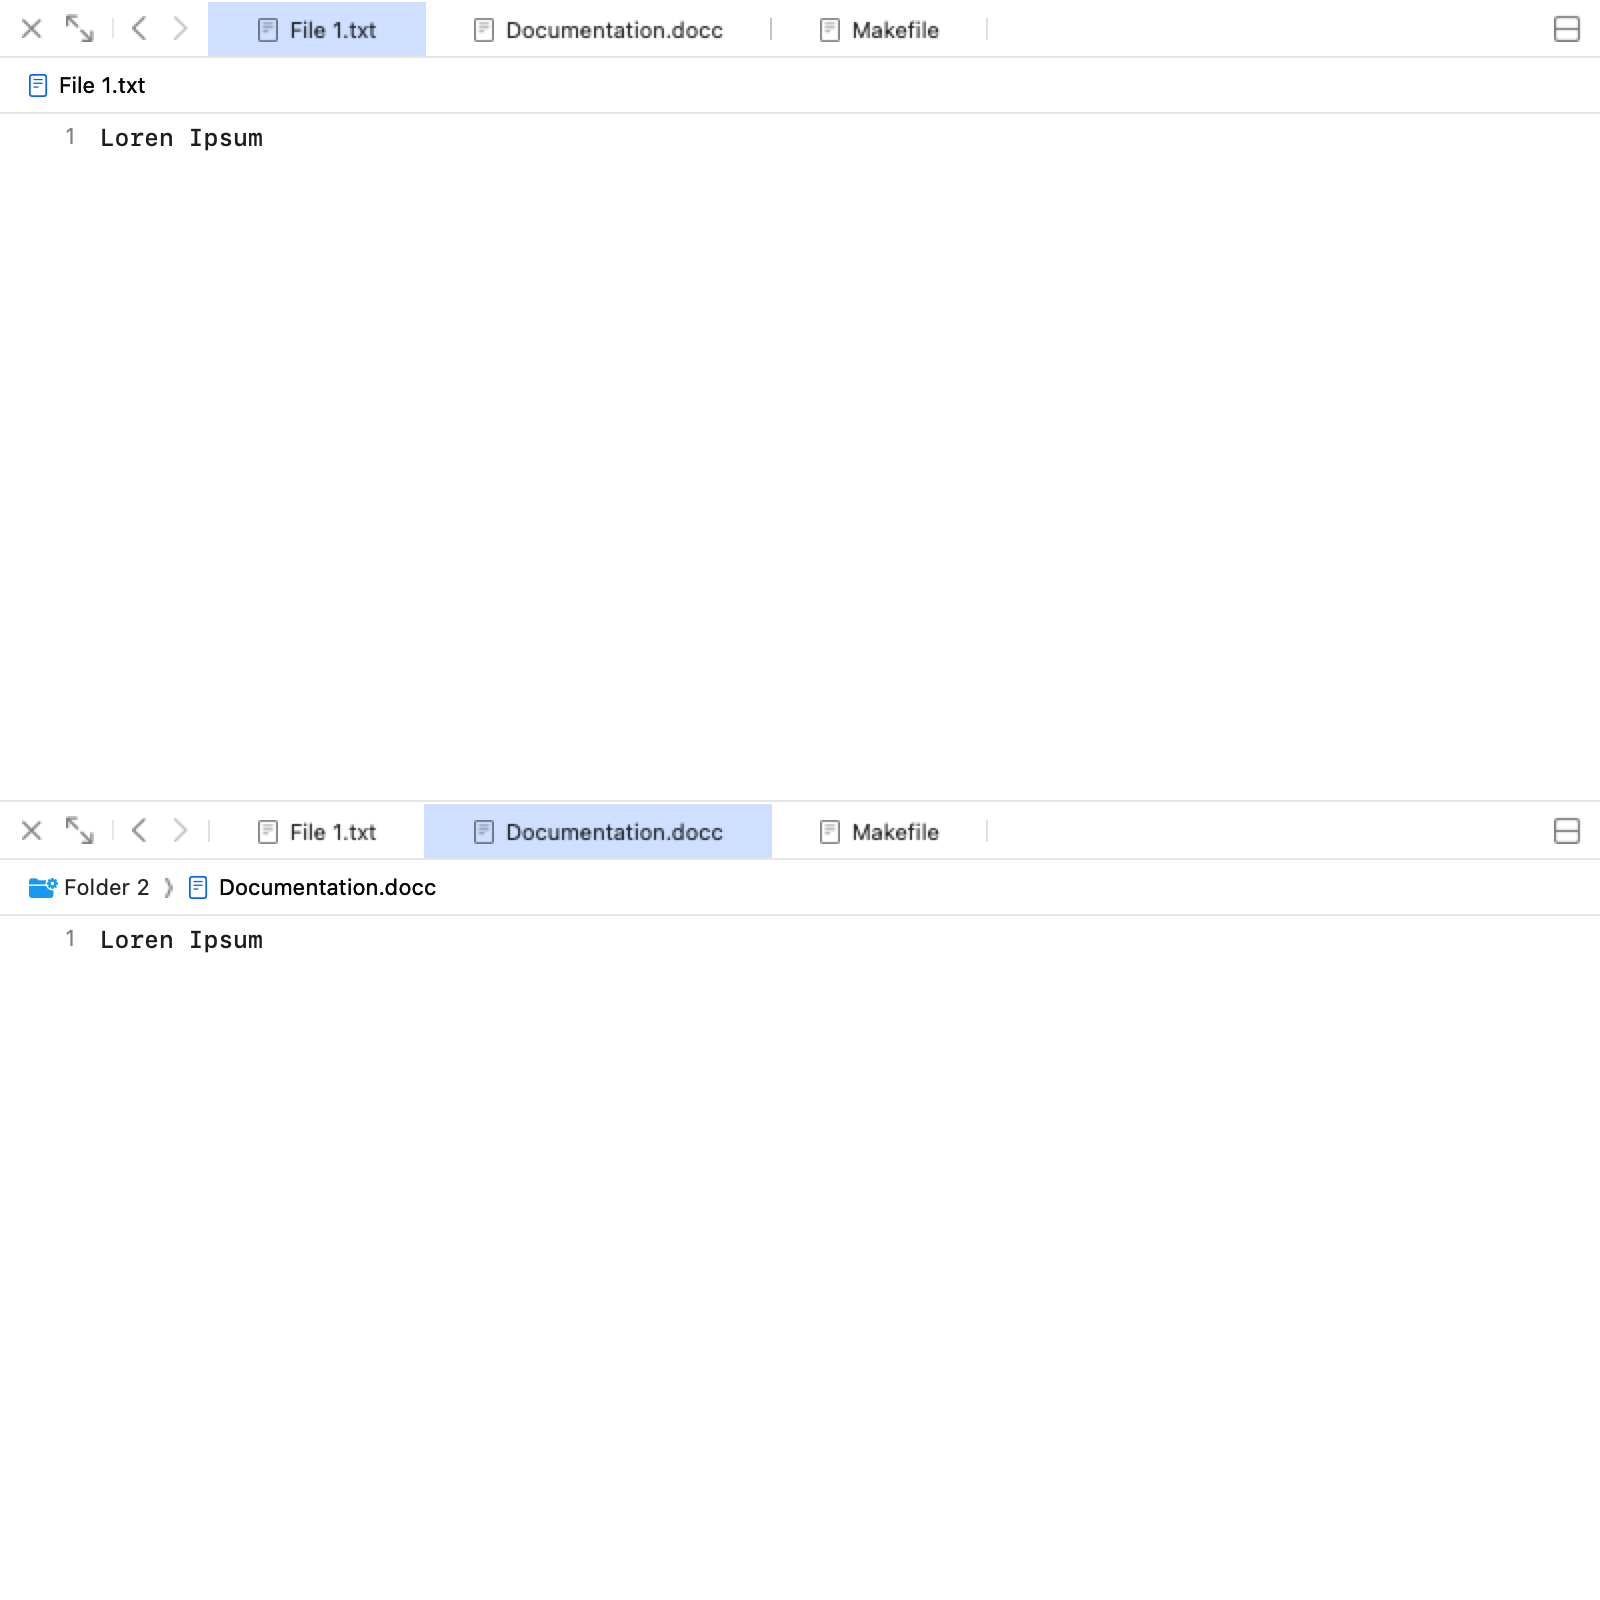 File 1.txt Documentation.docc Makefile
File 1.txt
1 Loren Ipsum
File 1.txt Documentation.docc Makefile
Folder 2 ⟩ Documentation.docc
1 Loren Ipsum